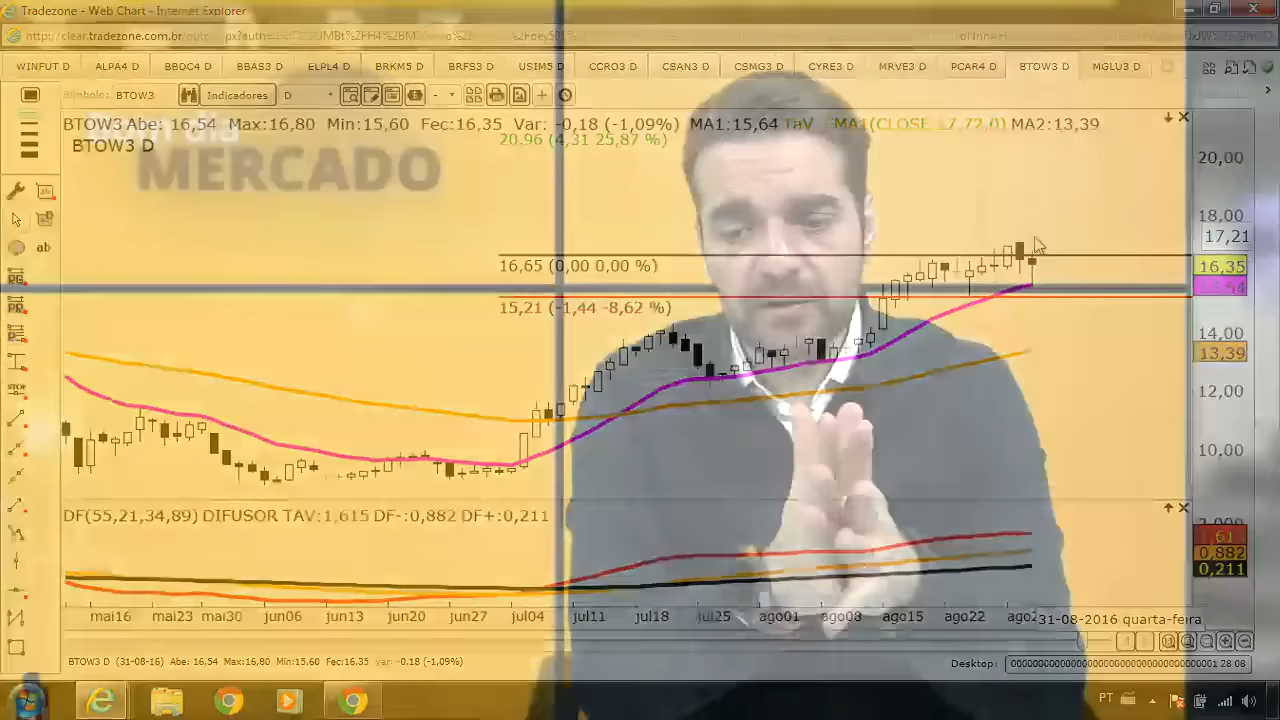 Tradezone - Web Chart - Internet Explorer
http://clear.tradezone.com.br
WINFUT D ALPA4 D BBDC4 D BBAS3 D ELPL4 D BRKM5 D BRFS3 D USIM5 D CCRO3 D CSAN3 D CSMG3 D CYRE3 D MRVE3 D PCAR4 D BTOW3 D MGLU3 D
BTOW3 Indicadores D
BTOW3 Abe: 16,54 Max:16,80 Min:15,60 Fec:16,35 Var: -0,18 (-1,09%) MA1:15,64 TaV MA2:13,39
20,96 (4,31 25,87 %)
BTOW3 D
MERCADO
20,00
18,00
17,21
16,65 (0,00 0,00 %)
16,35
15,21 (-1,44 -8,62 %)
14,00
13,39
12,00
10,00
ab
PR
STOP
DF(55,21,34,89) DIFUSOR TAV:1,615 DF-:0,882 DF+:0,211
0,882
0,211
mai16 mai23 mai30 jun06 jun13 jun20 jun27 jul04 jul11 jul18 jul25 ago01 ago08 ago15 ago22 31-08-2016 quarta-feira
BTOW3 D (31-08-16) Abe: 16,54 Max:16,80 Min:15,60 Fec:16,35 Var: -0,18 (-1,09%)
Desktop:
PT